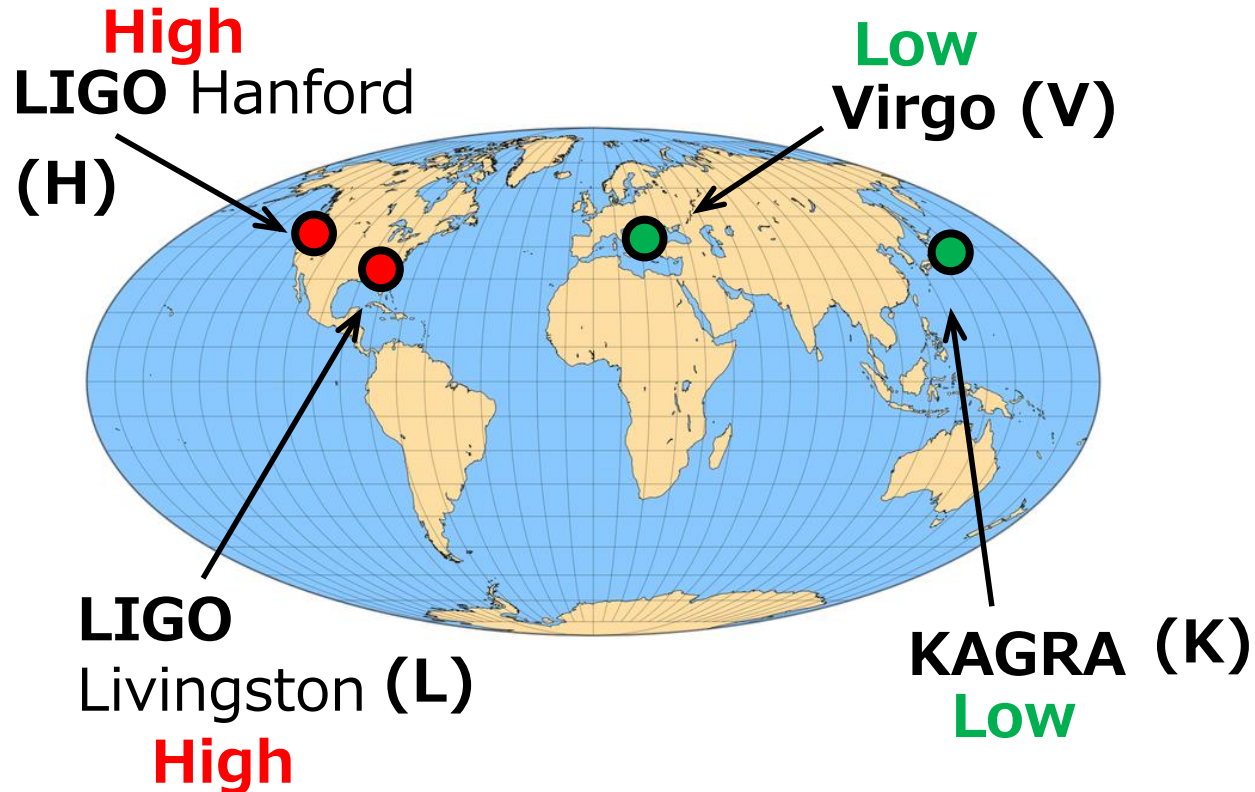 High
LIGO Hanford
(H)
Low
Virgo (V)
LIGO
Livingston (L)
High
KAGRA (K)
Low